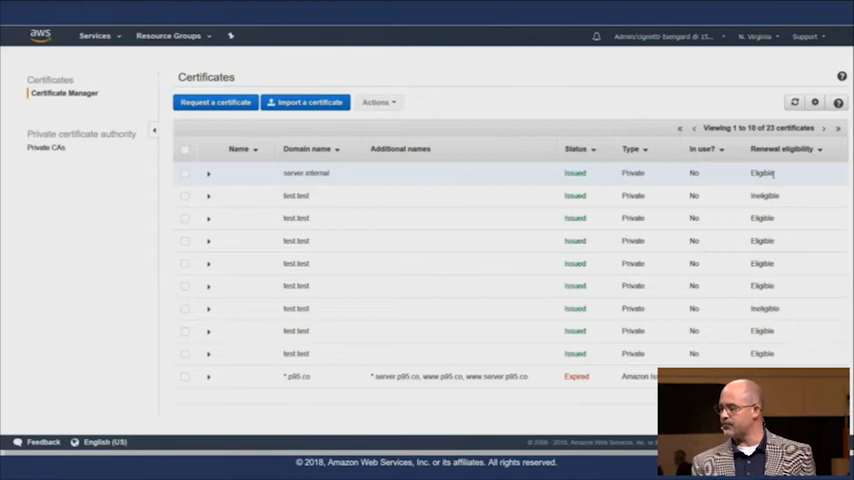 aws
Services
Resource Groups
N. Virginia
Support
Certificates
Certificate Manager
Private certificate authority
Private CAs
Certificates
Request a certificate
Import a certificate
Actions
Viewing 1 to 10 of 23 certificates
Name Domain name Additional names Status Type In use? Renewal eligibility
server.internal Issued Private No Eligible
test.test Issued Private No Ineligible
test.test Issued Private No Eligible
test.test Issued Private No Eligible
test.test Issued Private No Eligible
test.test Issued Private No Eligible
test.test Issued Private No Ineligible
test.test Issued Private No Eligible
test.test Issued Private No Eligible
*.p95.co *.server.p95.co, www.p95.co, www.server.p95.co Expired Amazon
Feedback
English (US)
© 2018, Amazon Web Services, Inc. or its affiliates. All rights reserved.